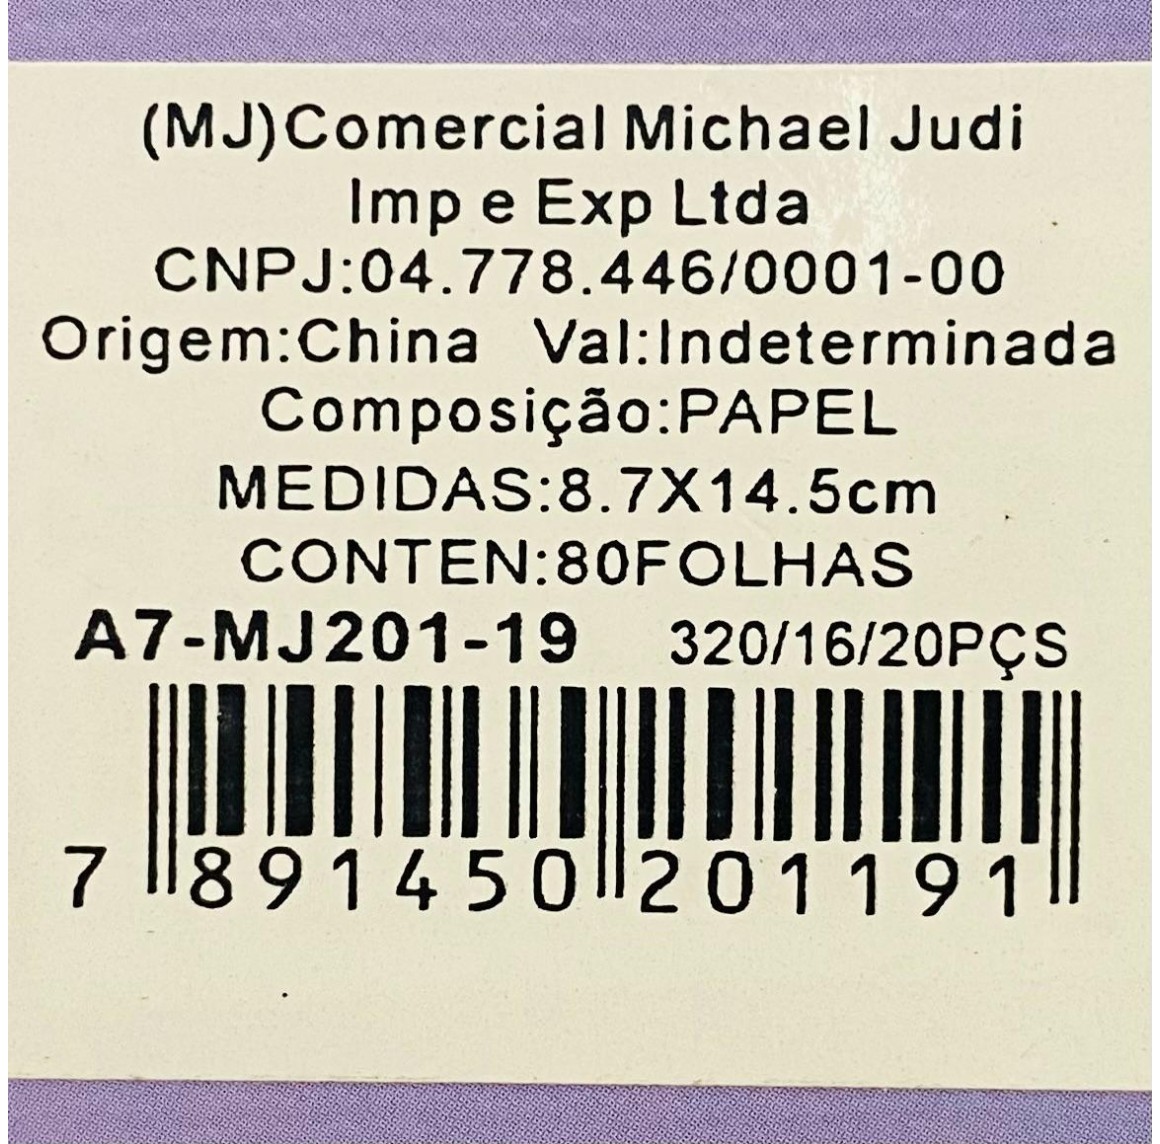 (MJ)Comercial Michael Judi
Imp e Exp Ltda
CNPJ:04.778.446/0001-00
Origem:China Val:Indeterminada
Composição:PAPEL
MEDIDAS:8.7X14.5cm
CONTEN:80FOLHAS
A7-MJ201-19 320/16/20PÇS
7 891450 201191